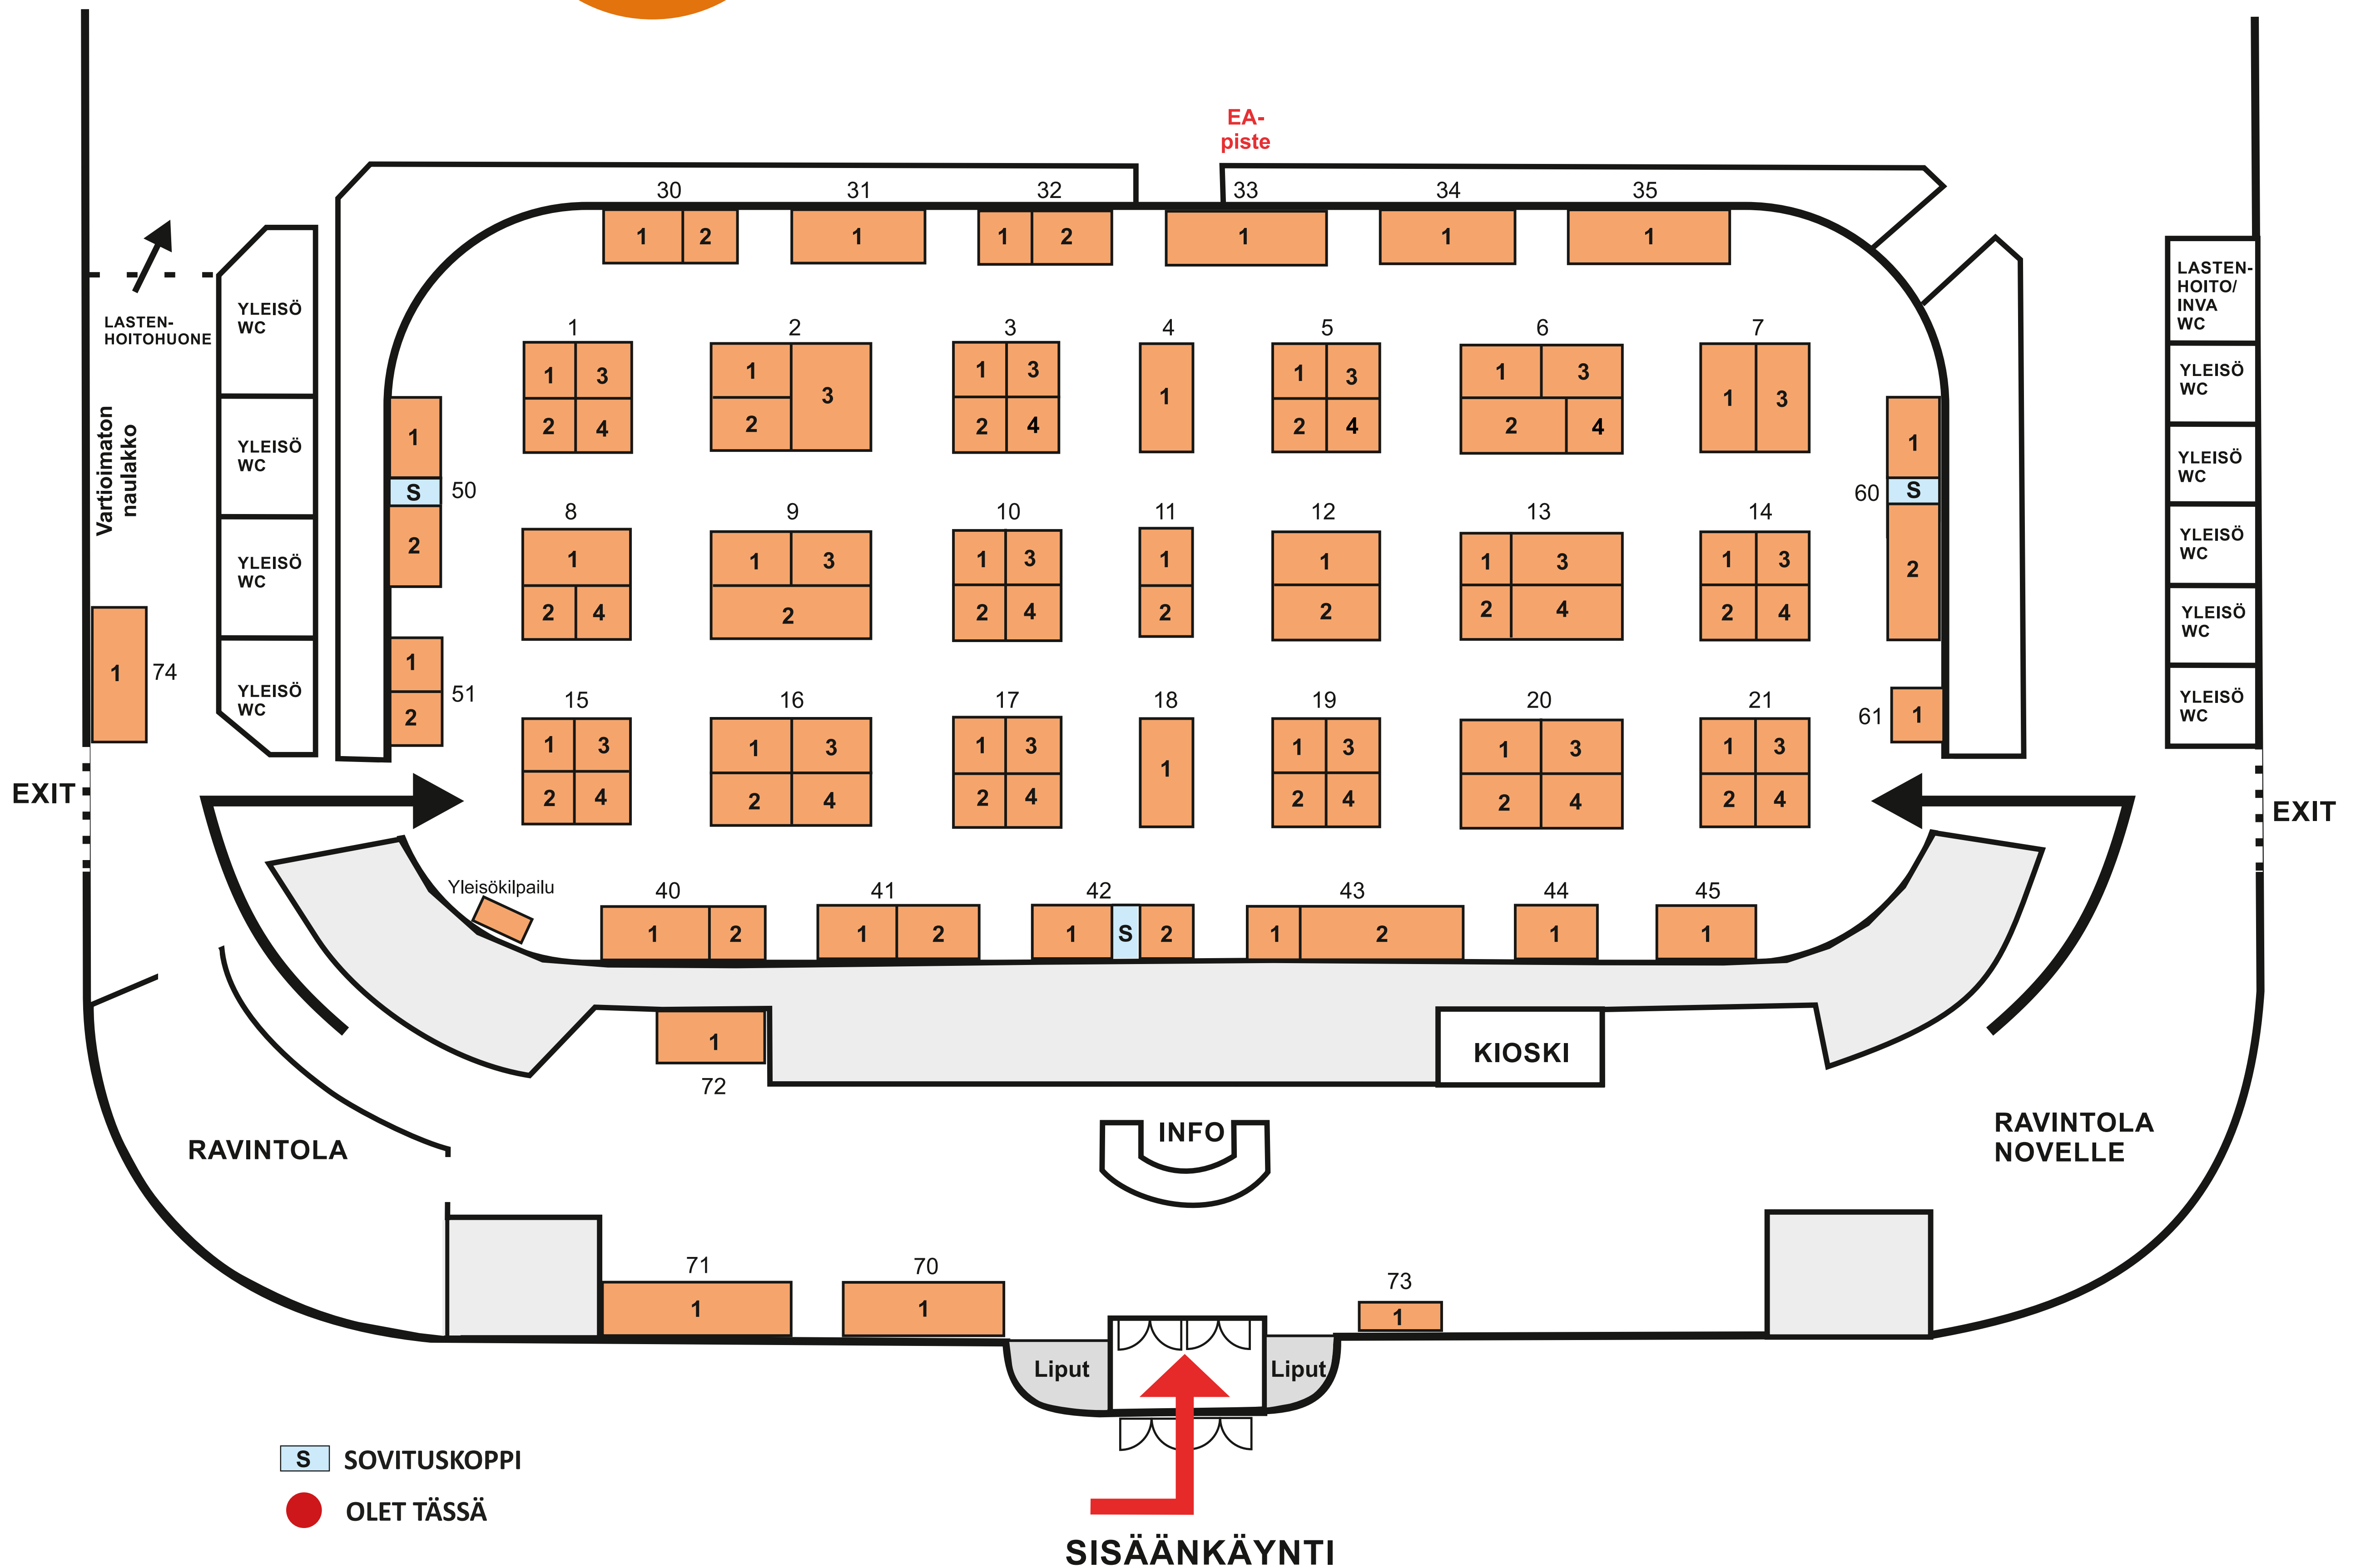 EA-
piste
30 31 32 33 34 35
1 2 1 1 2 1 1 1
LASTEN-
HOITOHUONE
YLEISÖ
WC
YLEISÖ
WC
YLEISÖ
WC
YLEISÖ
WC
Vartioimaton
naulakko
1 74
LASTEN-
HOITO/
INVA
WC
YLEISÖ
WC
YLEISÖ
WC
YLEISÖ
WC
YLEISÖ
WC
YLEISÖ
WC
1 2 3 4 5 6 7
1 3 1 3 1 3 1 1 3 1 3 1 3
2 4 2 2 4 2 4 2 4
1
S 50
2
1
60 S
2
8 9 10 11 12 13 14
1 1 3 1 3 1 1 1 3 1 3
2 4 2 2 4 2 2 2 4 2 4
1
2
51
61 1
15 16 17 18 19 20 21
1 3 1 3 1 3 1 1 3 1 3 1 3
2 4 2 4 2 4 2 4 2 4 2 4
EXIT
EXIT
Yleisökilpailu
40 41 42 43 44 45
1 2 1 2 1 S 2 1 2 1 1
1
72
KIOSKI
INFO
RAVINTOLA
RAVINTOLA
NOVELLE
71 70 73
1 1 1
Liput Liput
S SOVITUSKOPPI
OLET TÄSSÄ
SISÄÄNKÄYNTI